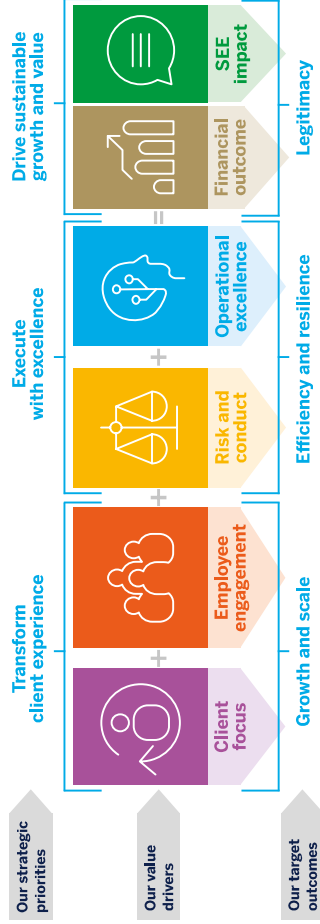 Our strategic
priorities
Transform
client experience
Execute
with excellence
Drive sustainable
growth and value
Our value
drivers
Client
focus
+
Employee
engagement
+
Risk and
conduct
+
Operational
excellence
=
Financial
outcome
SEE
impact
Our target
outcomes
Growth and scale
Efficiency and resilience
Legitimacy